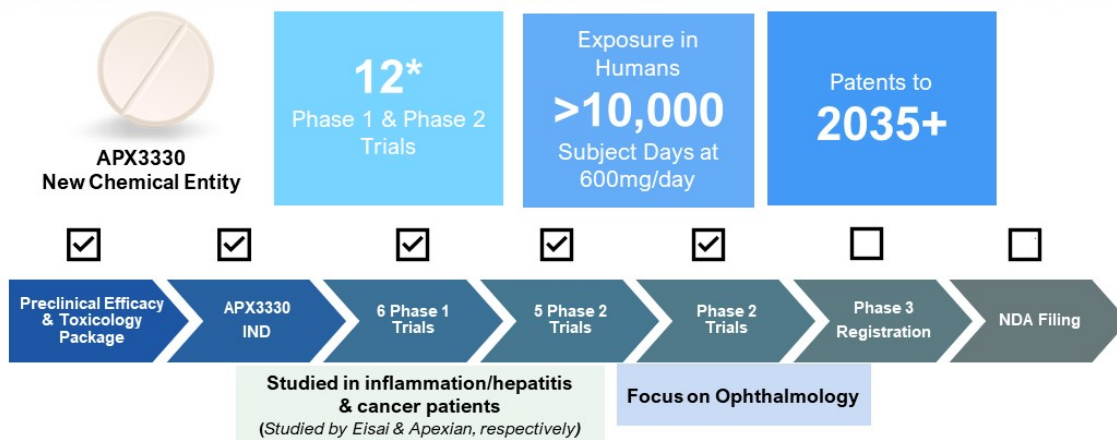 12*
Phase 1 & Phase 2
Trials
Exposure in
Humans
>10,000
Subject Days at
600mg/day
Patents to
2035+
APX3330
New Chemical Entity
Preclinical Efficacy
& Toxicology
Package
APX3330
IND
6 Phase 1
Trials
5 Phase 2
Trials
Phase 2
Trials
Phase 3
Registration
NDA Filing
Studied in inflammation/hepatitis
& cancer patients
(Studied by Eisai & Apexian, respectively)
Focus on Ophthalmology